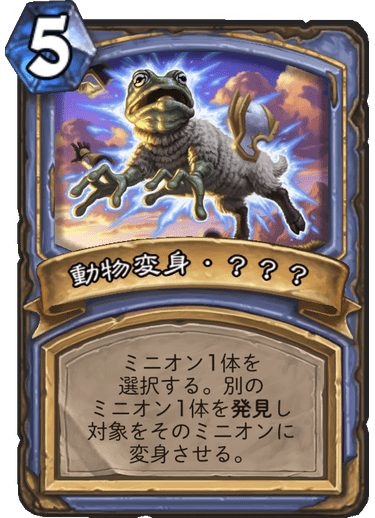 5
動物変身・？？？
ミニオン1体を
選択する。別の
ミニオン1体を発見し
対象をそのミニオンに
変身させる。